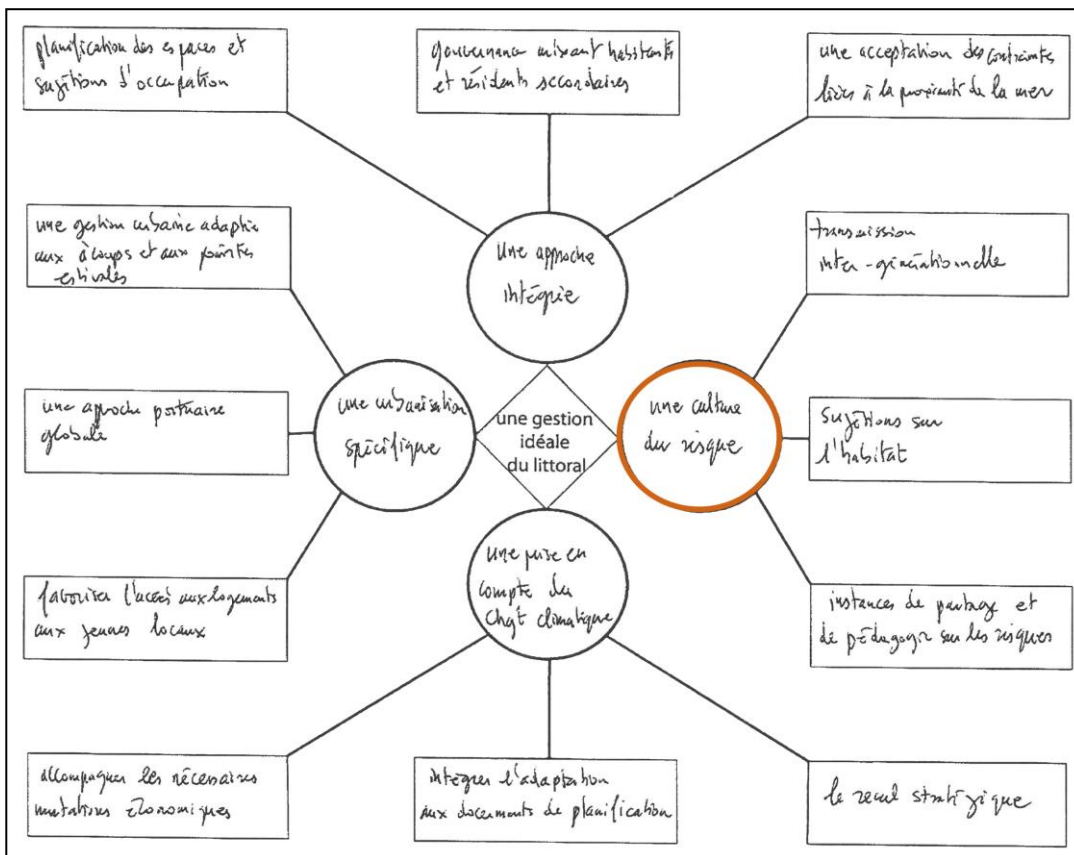 planification des espaces et
sujétions d'occupation
gouvernance mixant habitants
et résidents secondaires
une acceptation des contraintes
liées à la proximité de la mer
Une approche
intégrée
une gestion urbaine adaptée
aux à coups et aux pointes
estivales
une approche portuaire
globale
favoriser l'accès aux logements
aux jeunes locaux
une urbanisation
spécifique
une gestion
idéale
du littoral
une culture
du risque
transmission
inter-générationnelle
sujétions sur
l'habitat
instances de partage et
de pédagogie sur les risques
Une prise en
compte du
Chgt climatique
accompagner les nécessaires
mutations économiques
intégrer l'adaptation
aux documents de planification
le recul stratégique